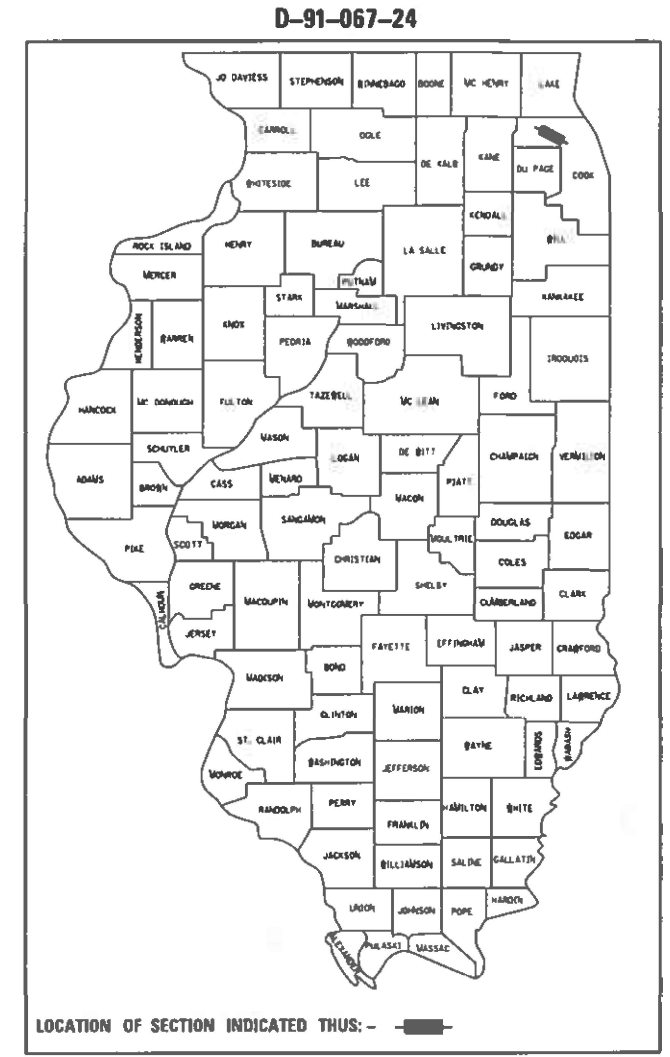 D-91-067-24
JO DAVIESS STEPHENSON WINNEBAGO BOONE MC HENRY LAKE
CARROLL OGLE DE KALB KANE DU PAGE COOK
WHITESIDE LEE KENDALL WILL
ROCK ISLAND HENRY BUREAU LA SALLE GRUNDY
MERCER PUTNAM KANKAKEE
STARK MARSHALL
HENDERSON WARREN KNOX PEORIA WOODFORD LIVINGSTON IROQUOIS
HANCOCK MC DONOUGH FULTON TAZEWELL MC LEAN FORD
MASON
SCHUYLER LOGAN DE WITT CHAMPAIGN VERMILION
ADAMS BROWN CASS MENARD PIATT
MACON
PIKE SCOTT MORGAN SANGAMON MOULTRIE DOUGLAS EDGAR
CHRISTIAN COLES
CALHOUN GREENE MACOUPIN MONTGOMERY SHELBY CUMBERLAND CLARK
JERSEY FAYETTE EFFINGHAM JASPER CRAWFORD
MADISON BOND
CLAY RICHLAND LAWRENCE
CLINTON MARION
ST. CLAIR WAYNE EDWARDS WABASH
MONROE WASHINGTON JEFFERSON
RANDOLPH PERRY HAMILTON WHITE
FRANKLIN
JACKSON WILLIAMSON SALINE GALLATIN
UNION JOHNSON POPE HARDIN
ALEXANDER PULASKI MASSAC
LOCATION OF SECTION INDICATED THUS: -